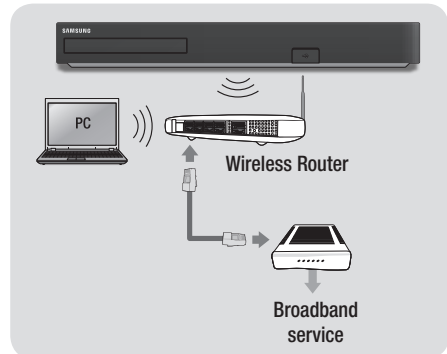 SAMSUNG
PC
Wireless Router
Broadband
service